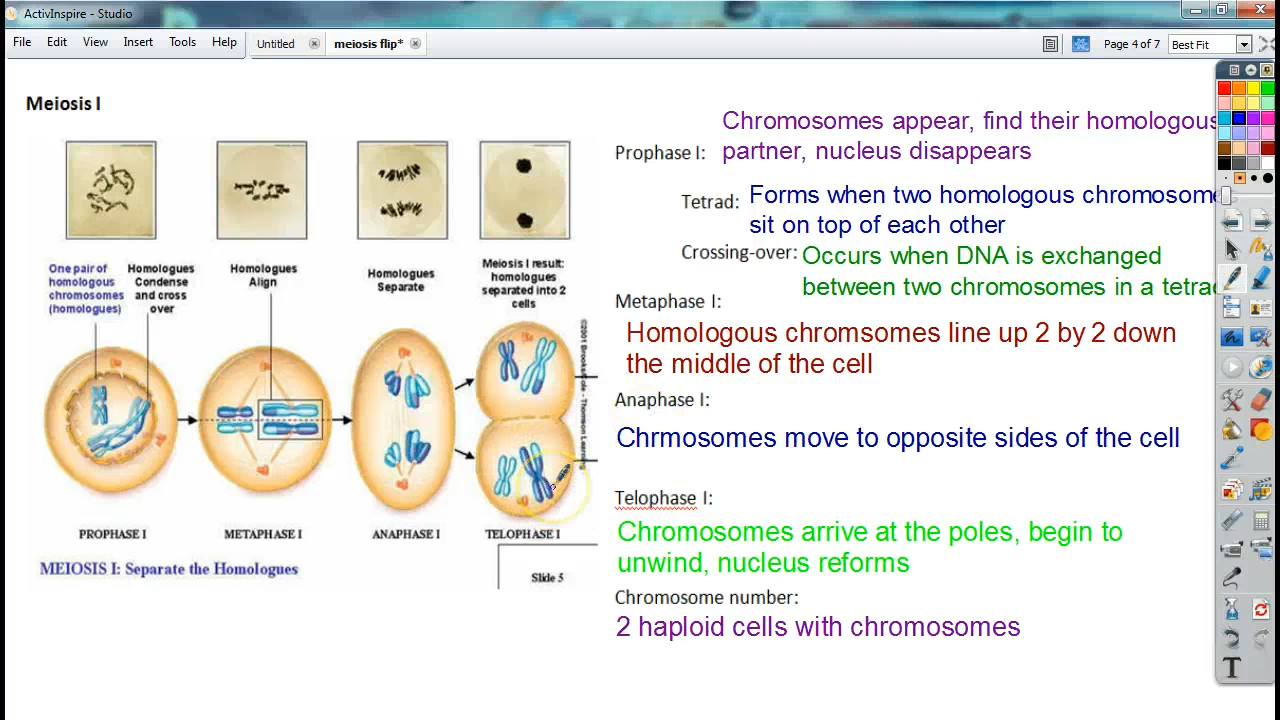 ActivInspire - Studio
File Edit View Insert Tools Help
Untitled
meiosis flip*
Page 4 of 7
Best Fit
Meiosis I
One pair of
homologous
chromosomes
(homologues)
Homologues
Condense
and cross
over
Homologues
Align
Homologues
Separate
Meiosis I result:
homologues
separated into 2
cells
©2001 Brooks/Cole - Thomson Learning
PROPHASE I
METAPHASE I
ANAPHASE I
TELOPHASE I
MEIOSIS I: Separate the Homologues
Slide 5
Chromosomes appear, find their homologous
Prophase I: partner, nucleus disappears
Tetrad: Forms when two homologous chromosome
sit on top of each other
Crossing-over: Occurs when DNA is exchanged
between two chromosomes in a tetrad
Metaphase I:
Homologous chromsomes line up 2 by 2 down
the middle of the cell
Anaphase I:
Chrmosomes move to opposite sides of the cell
Telophase I:
Chromosomes arrive at the poles, begin to
unwind, nucleus reforms
Chromosome number:
2 haploid cells with chromosomes
T